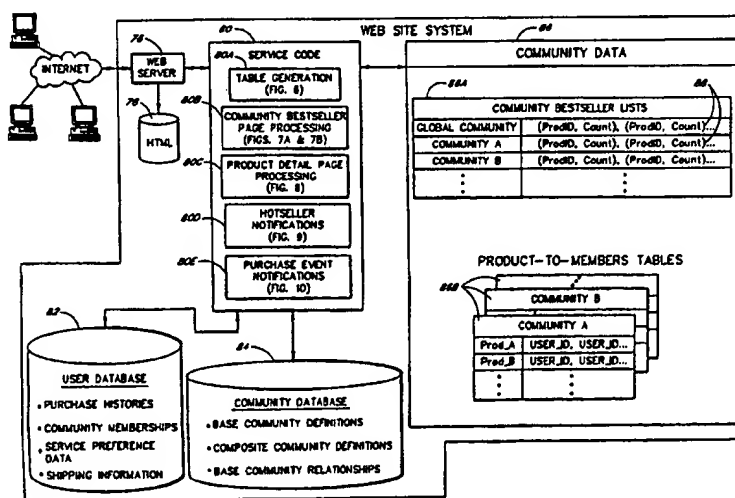 WEB SITE SYSTEM
INTERNET
76
WEB
SERVER
78
HTML
80
SERVICE CODE
80A
TABLE GENERATION
(FIG. 6)
80B
COMMUNITY BESTSELLER
PAGE PROCESSING
(FIGS. 7A & 7B)
80C
PRODUCT DETAIL PAGE
PROCESSING
(FIG. 8)
80D
HOTSELLER
NOTIFICATIONS
(FIG. 9)
80E
PURCHASE EVENT
NOTIFICATIONS
(FIG. 10)
86
COMMUNITY DATA
86A
88
COMMUNITY BESTSELLER LISTS
GLOBAL COMMUNITY (ProdID, Count), (ProdID, Count)...
COMMUNITY A (ProdID, Count), (ProdID, Count)...
COMMUNITY B (ProdID, Count), (ProdID, Count)...
PRODUCT-TO-MEMBERS TABLES
86B
COMMUNITY B
COMMUNITY A
Prod_A USER_ID, USER_ID...
Prod_B USER_ID, USER_ID...
82
USER DATABASE
• PURCHASE HISTORIES
• COMMUNITY MEMBERSHIPS
• SERVICE PREFERENCE
DATA
• SHIPPING INFORMATION
84
COMMUNITY DATABASE
• BASE COMMUNITY DEFINITIONS
• COMPOSITE COMMUNITY DEFINITIONS
• BASE COMMUNITY RELATIONSHIPS